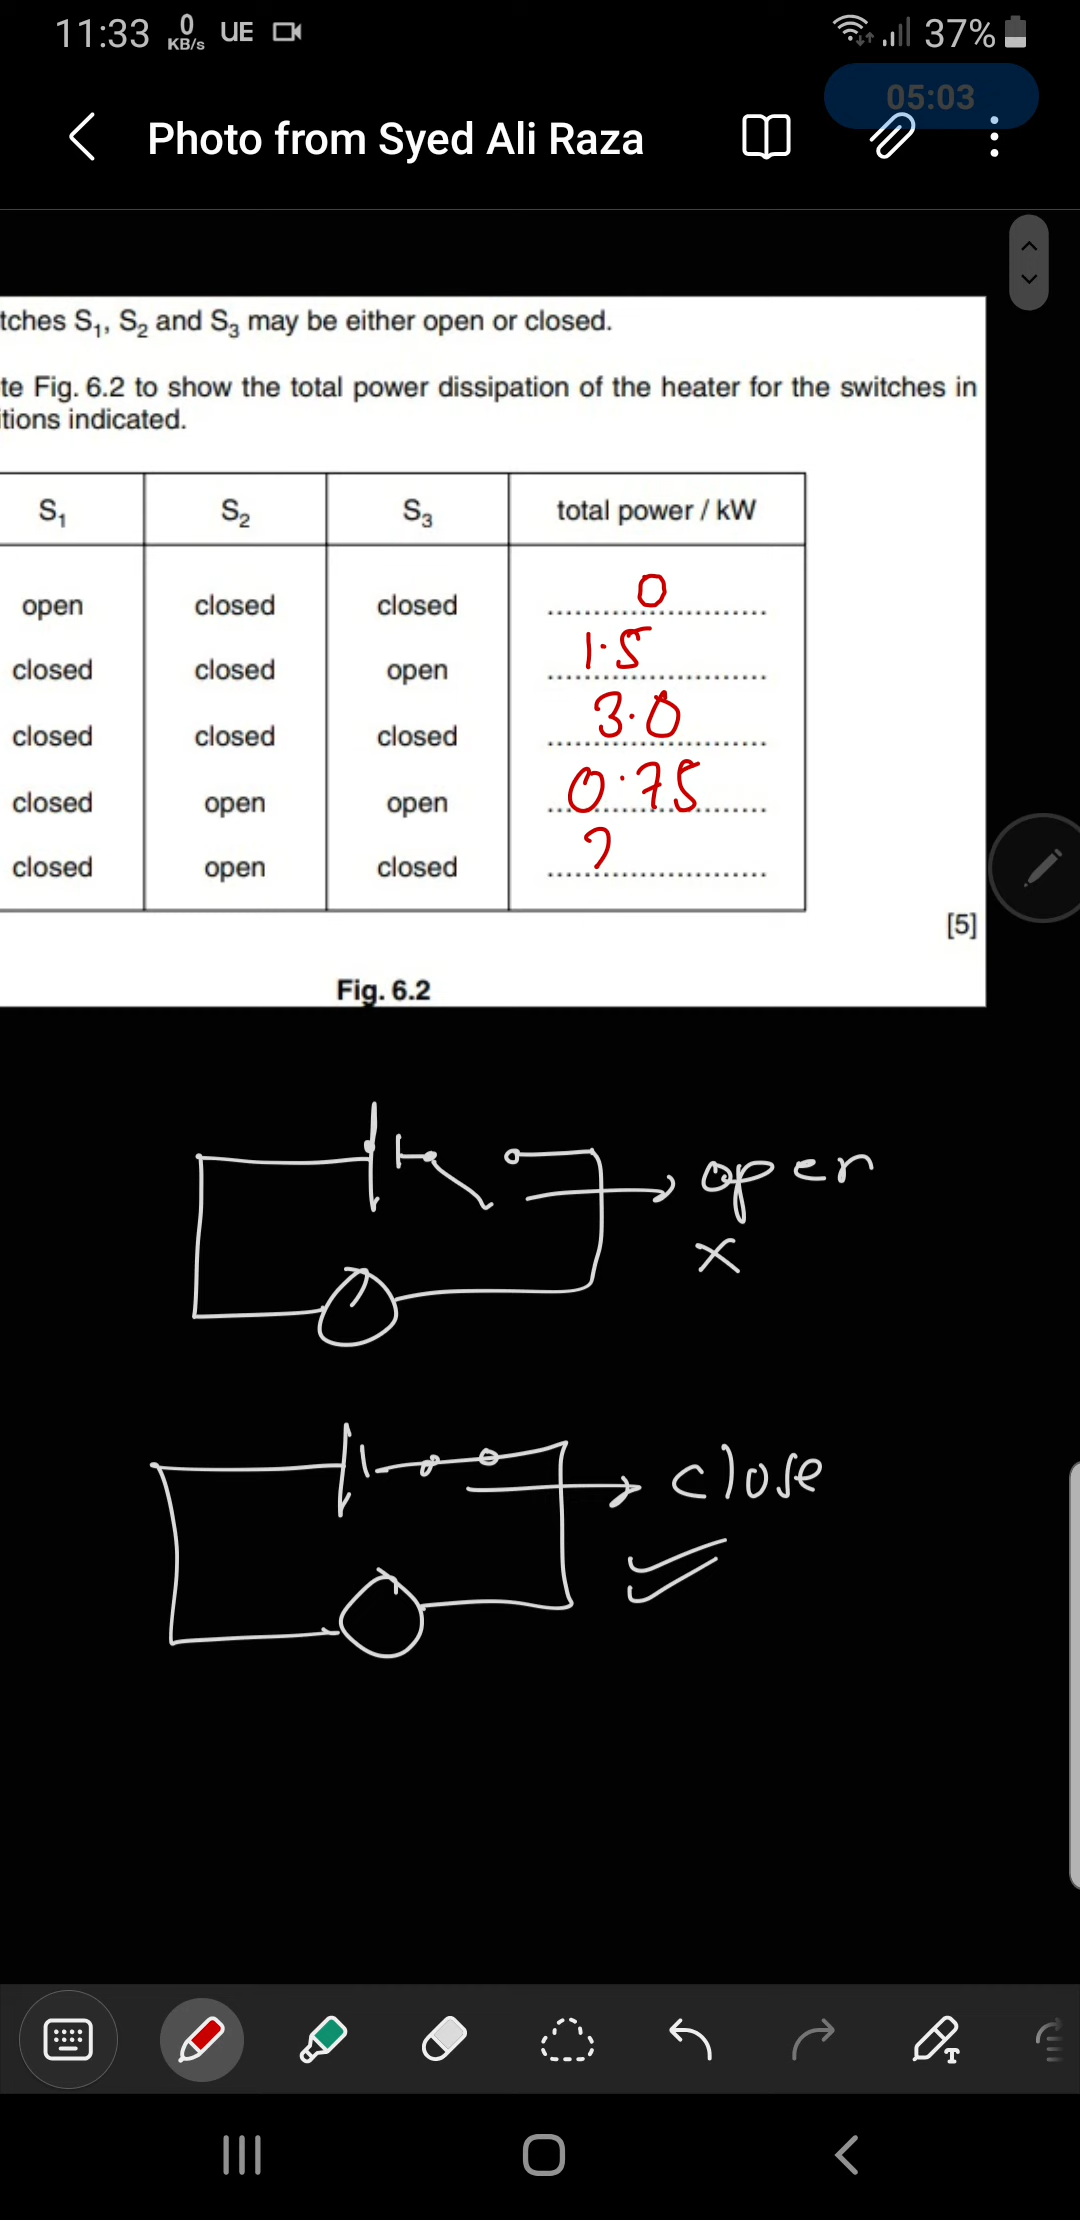 11:33 0 KB/s UE 37%
05:03
Photo from Syed Ali Raza
tches S₁, S₂ and S₃ may be either open or closed.
te Fig. 6.2 to show the total power dissipation of the heater for the switches in
itions indicated.
S₁ S₂ S₃ total power / kW
open closed closed 0
closed closed open 1.5
closed closed closed 3.0
closed open open 0.75
closed open closed
[5]
Fig. 6.2
open
×
close
T